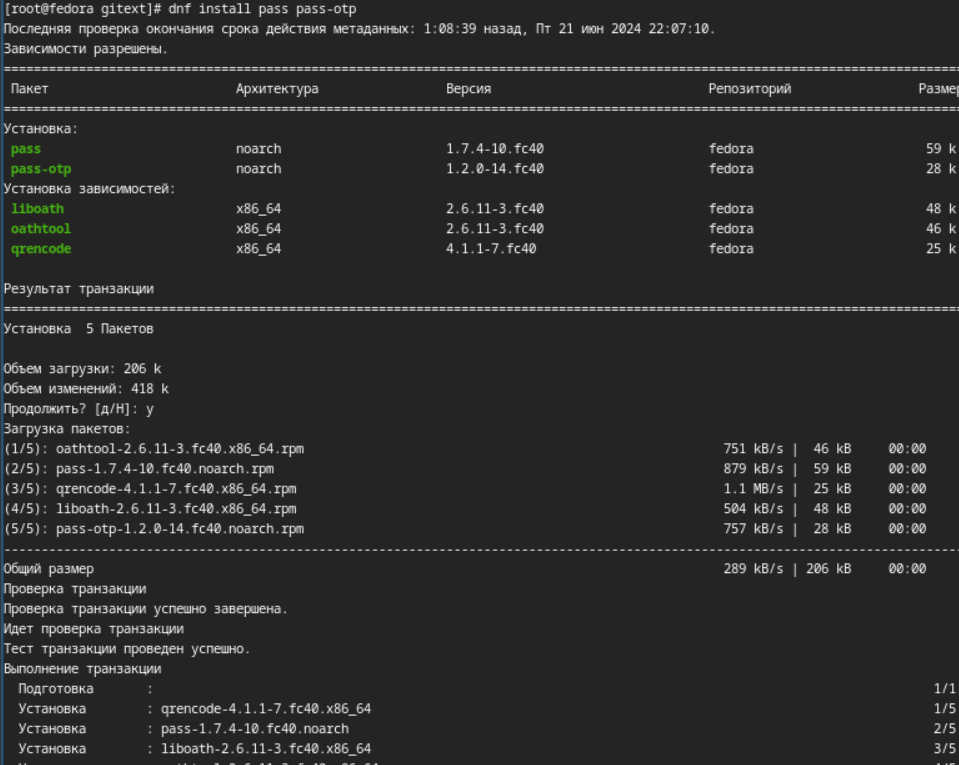 [root@fedora gitext]# dnf install pass pass-otp
Последняя проверка окончания срока действия метаданных: 1:08:39 назад, Пт 21 июн 2024 22:07:10.
Зависимости разрешены.
================================================================================
Пакет Архитектура Версия Репозиторий Размер
================================================================================
Установка:
pass noarch 1.7.4-10.fc40 fedora 59 k
pass-otp noarch 1.2.0-14.fc40 fedora 28 k
Установка зависимостей:
liboath x86_64 2.6.11-3.fc40 fedora 48 k
oathtool x86_64 2.6.11-3.fc40 fedora 46 k
qrencode x86_64 4.1.1-7.fc40 fedora 25 k
Результат транзакции
================================================================================
Установка 5 Пакетов
Объем загрузки: 206 k
Объем изменений: 418 k
Продолжить? [д/Н]: y
Загрузка пакетов:
(1/5): oathtool-2.6.11-3.fc40.x86_64.rpm 751 kB/s | 46 kB 00:00
(2/5): pass-1.7.4-10.fc40.noarch.rpm 879 kB/s | 59 kB 00:00
(3/5): qrencode-4.1.1-7.fc40.x86_64.rpm 1.1 MB/s | 25 kB 00:00
(4/5): liboath-2.6.11-3.fc40.x86_64.rpm 504 kB/s | 48 kB 00:00
(5/5): pass-otp-1.2.0-14.fc40.noarch.rpm 757 kB/s | 28 kB 00:00
--------------------------------------------------------------------------------
Общий размер 289 kB/s | 206 kB 00:00
Проверка транзакции
Проверка транзакции успешно завершена.
Идет проверка транзакции
Тест транзакции проведен успешно.
Выполнение транзакции
Подготовка : 1/1
Установка : qrencode-4.1.1-7.fc40.x86_64 1/5
Установка : pass-1.7.4-10.fc40.noarch 2/5
Установка : liboath-2.6.11-3.fc40.x86_64 3/5